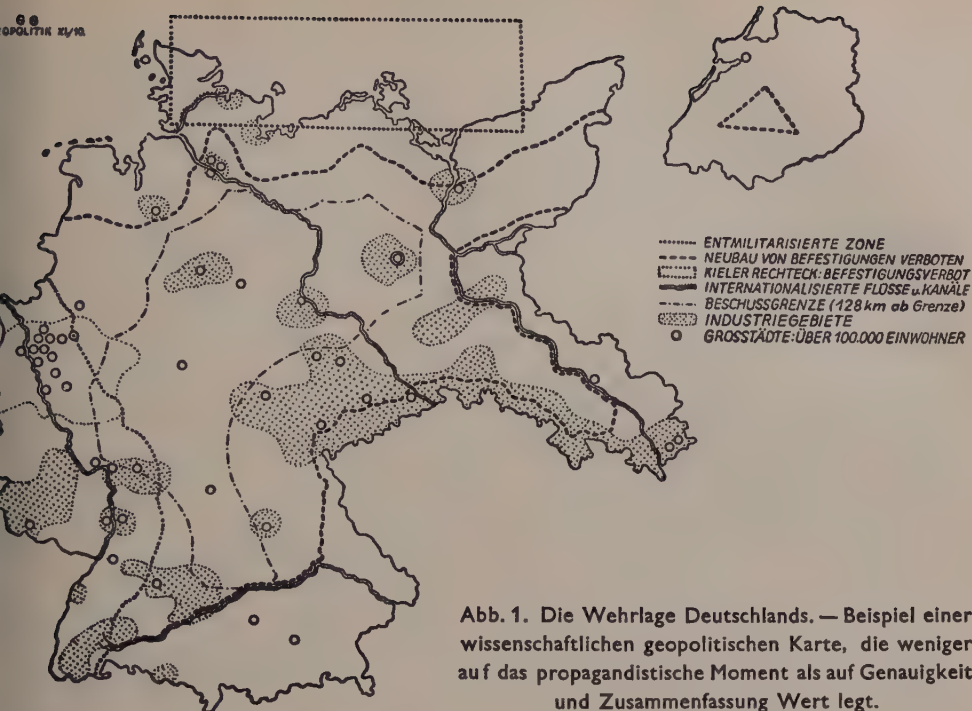 XI/10.
ENTMILITARISIERTE ZONE
NEUBAU VON BEFESTIGUNGEN VERBOTEN
KIELER RECHTECK: BEFESTIGUNGSVERBOT
INTERNATIONALISIERTE FLÜSSE u. KANÄLE
BESCHUSSGRENZE (128 km ab Grenze)
INDUSTRIEGEBIETE
GROSSTÄDTE: ÜBER 100.000 EINWOHNER
Abb. 1. Die Wehrlage Deutschlands. — Beispiel einer
wissenschaftlichen geopolitischen Karte, die weniger
auf das propagandistische Moment als auf Genauigkeit
und Zusammenfassung Wert legt.